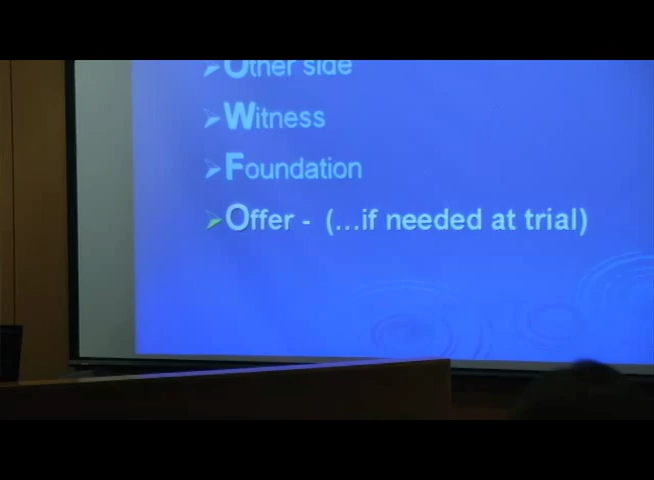 Other side
Witness
Foundation
Offer - (...if needed at trial)